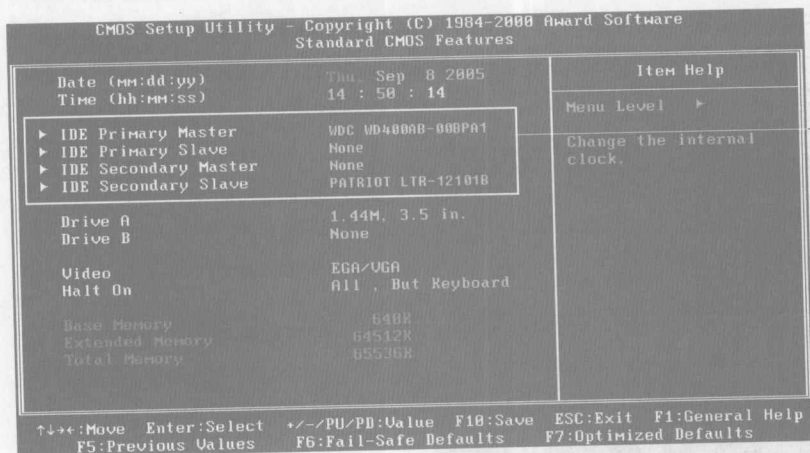 CMOS Setup Utility - Copyright (C) 1984-2000 Award Software
Standard CMOS Features
Date (mm:dd:yy) Thu, Sep 8 2005
Time (hh:mm:ss) 14 : 50 : 14
► IDE Primary Master WDC WD400AB-00BPA1
► IDE Primary Slave None
► IDE Secondary Master None
► IDE Secondary Slave PATRIOT LTR-12101B
Drive A 1.44M, 3.5 in.
Drive B None
Video EGA/VGA
Halt On All , But Keyboard
Base Memory 640K
Extended Memory 64512K
Total Memory 65536K
Item Help
Menu Level ►
Change the internal
clock.
↑↓→←:Move Enter:Select +/-/PU/PD:Value F10:Save ESC:Exit F1:General Help
F5:Previous Values F6:Fail-Safe Defaults F7:Optimized Defaults